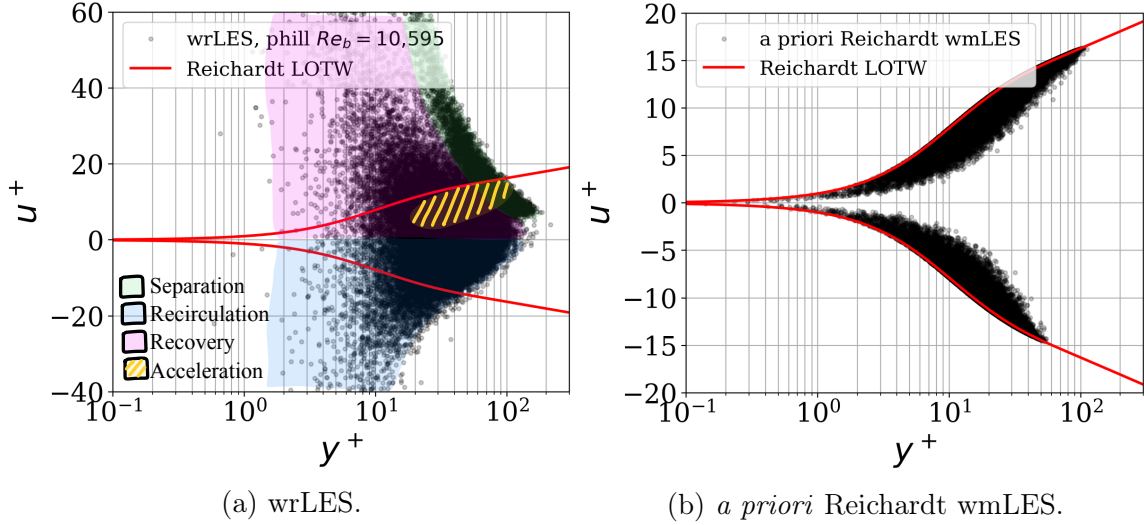 wrLES, phill Re_b = 10,595
Reichardt LOTW
60
40
20
0
−20
−40
u^+
Separation
Recirculation
Recovery
Acceleration
10^−1
10^0
10^1
10^2
y^+
(a) wrLES.
a priori Reichardt wmLES
Reichardt LOTW
20
15
10
5
0
−5
−10
−15
−20
u^+
10^−1
10^0
10^1
10^2
y^+
(b) a priori Reichardt wmLES.